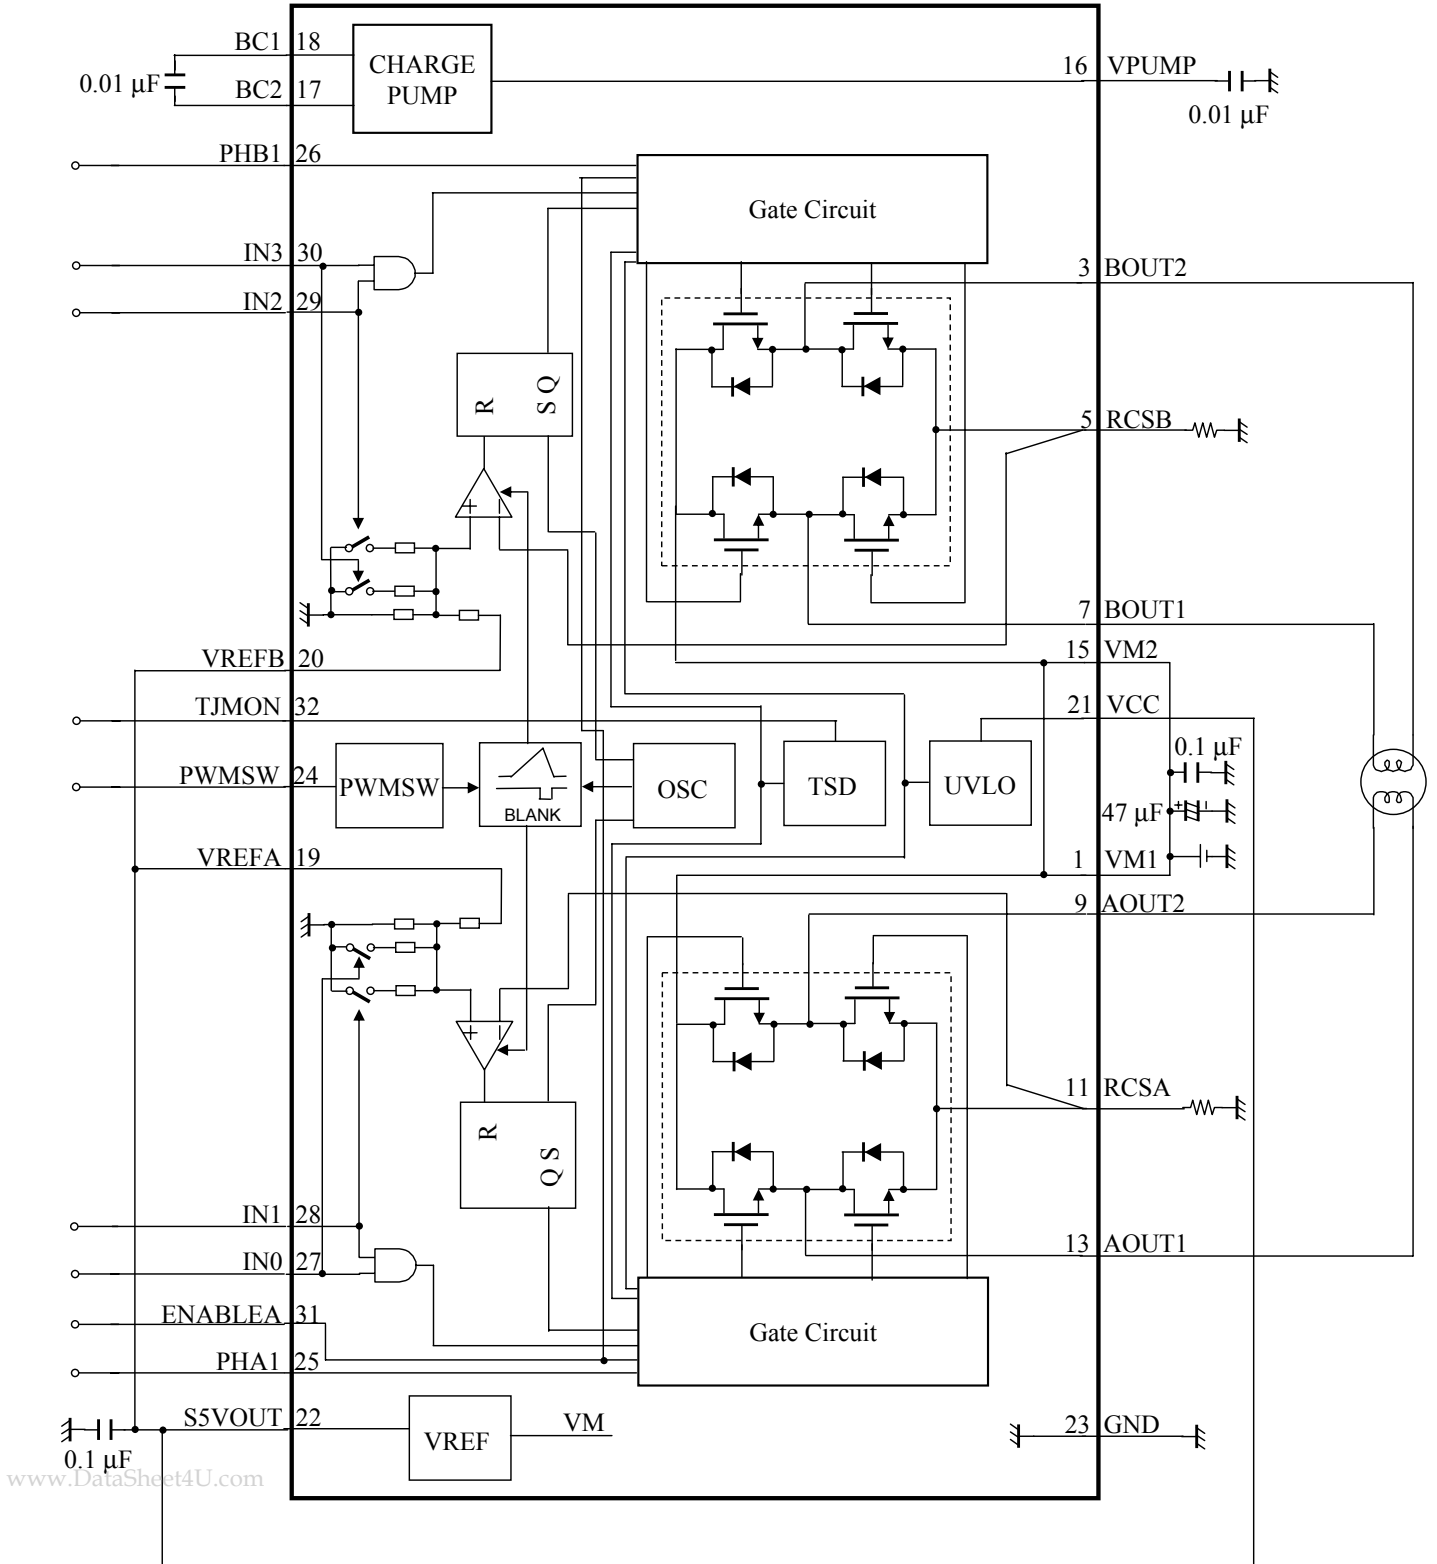 BC1 18
CHARGE
PUMP
16 VPUMP
0.01 µF
BC2 17
0.01 µF
PHB1 26
Gate Circuit
IN3 30
3 BOUT2
IN2 29
R
S Q
5 RCSB
+ −
7 BOUT1
VREFB 20
15 VM2
TJMON 32
21 VCC
0.1 µF
PWMSW 24
PWMSW
BLANK
OSC
TSD
UVLO
47 µF
+ -
VREFA 19
1 VM1
9 AOUT2
+ −
11 RCSA
R
Q S
IN1 28
13 AOUT1
IN0 27
ENABLEA 31
Gate Circuit
PHA1 25
S5VOUT 22
VREF
VM
23 GND
0.1 µF
www.DataSheet4U.com